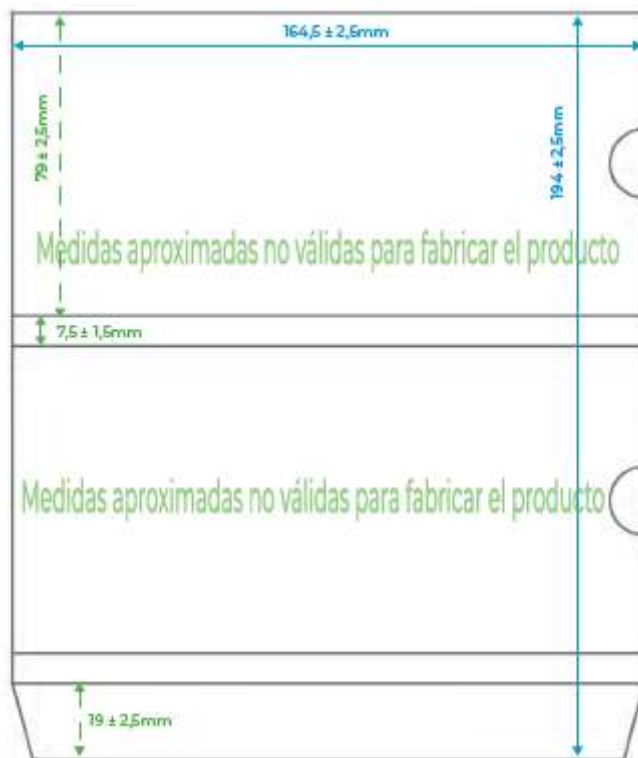 164,5 ± 2,5mm
79 ± 2,5mm
194 ± 2,5mm
Medidas aproximadas no válidas para fabricar el producto
7,5 ± 1,5mm
Medidas aproximadas no válidas para fabricar el producto
19 ± 2,5mm